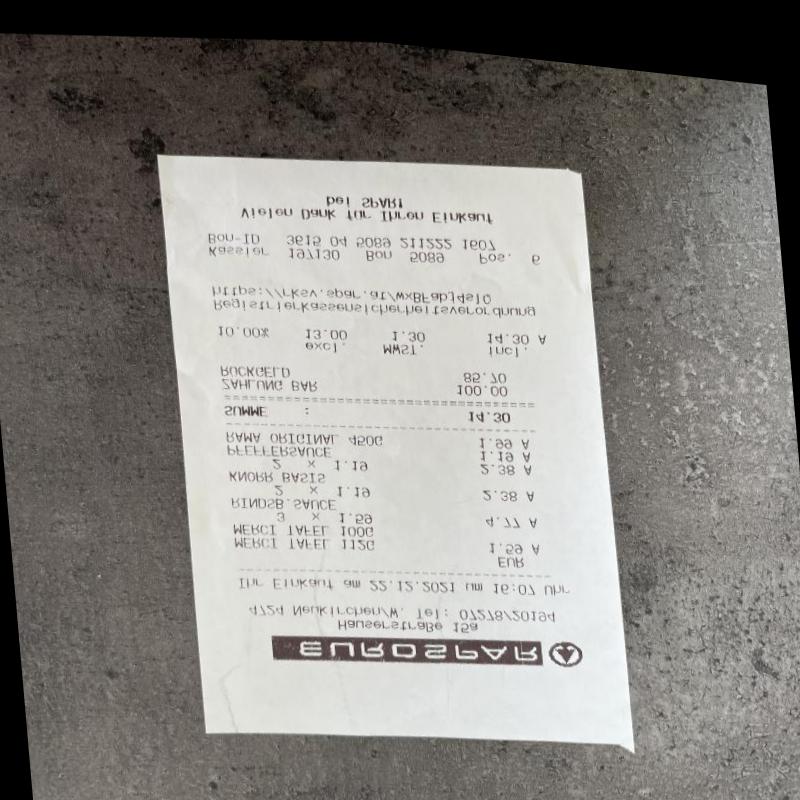 EUROSPAR
Hauserstraße 15a
4724 Neukirchen/W. Tel: 07278/20194
Ihr Einkauf am 22.12.2021 um 16:07 Uhr
EUR
MERCI TAFEL 112G 1.59 A
MERCI TAFEL 100G
3 x 1.59 4.77 A
RINDSB.SAUCE
2 x 1.19 2.38 A
KNORR BASIS
2 x 1.19 2.38 A
PFEFFERSAUCE 1.19 A
RAMA ORIGINAL 450G 1.99 A
SUMME : 14.30
ZAHLUNG BAR 100.00
RÜCKGELD 85.70
excl. MWST. incl.
10.00% 13.00 1.30 14.30 A
Registrierkassensicherheitsverordnung
https://rksv.spar.at/wxBFabj4slQ
Kassier 197130 Bon 5089 Pos. 6
Bon-ID 3615 04 5089 211222 1607
Vielen Dank für Ihren Einkauf
bei SPAR!